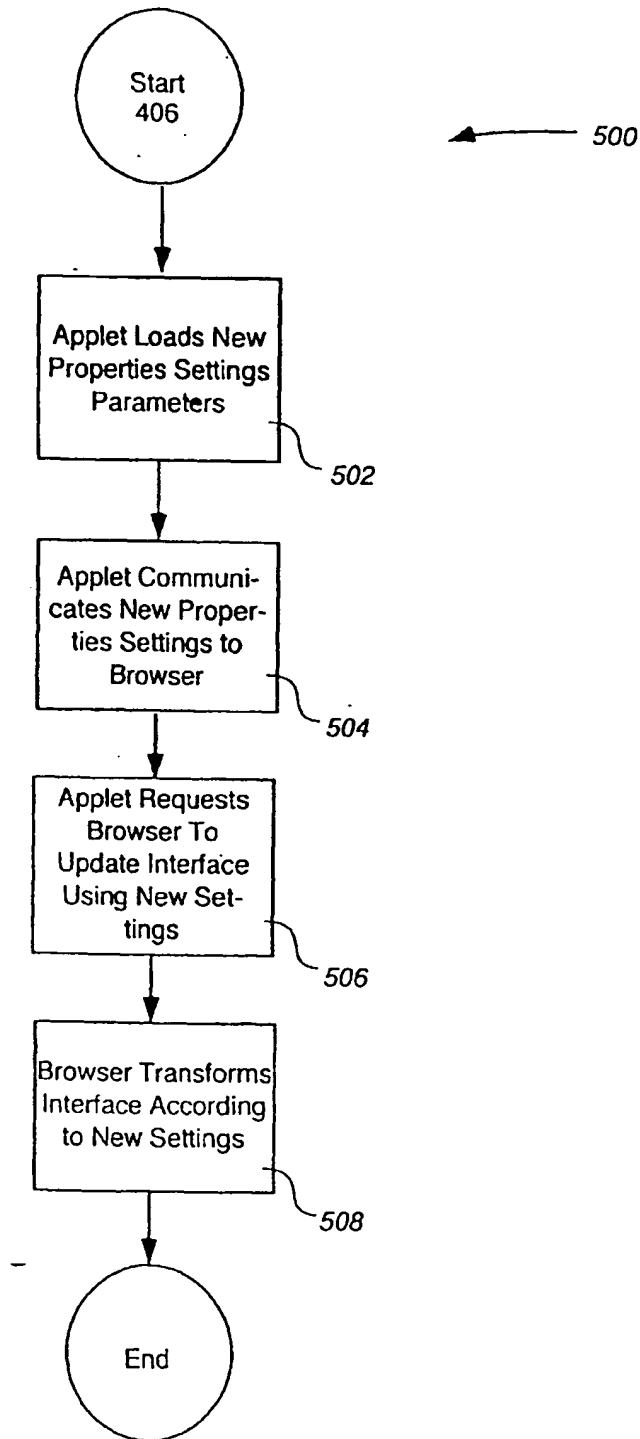 Start
406
500
Applet Loads New
Properties Settings
Parameters
502
Applet Communi-
cates New Proper-
ties Settings to
Browser
504
Applet Requests
Browser To
Update Interface
Using New Set-
tings
506
Browser Transforms
Interface According
to New Settings
508
End